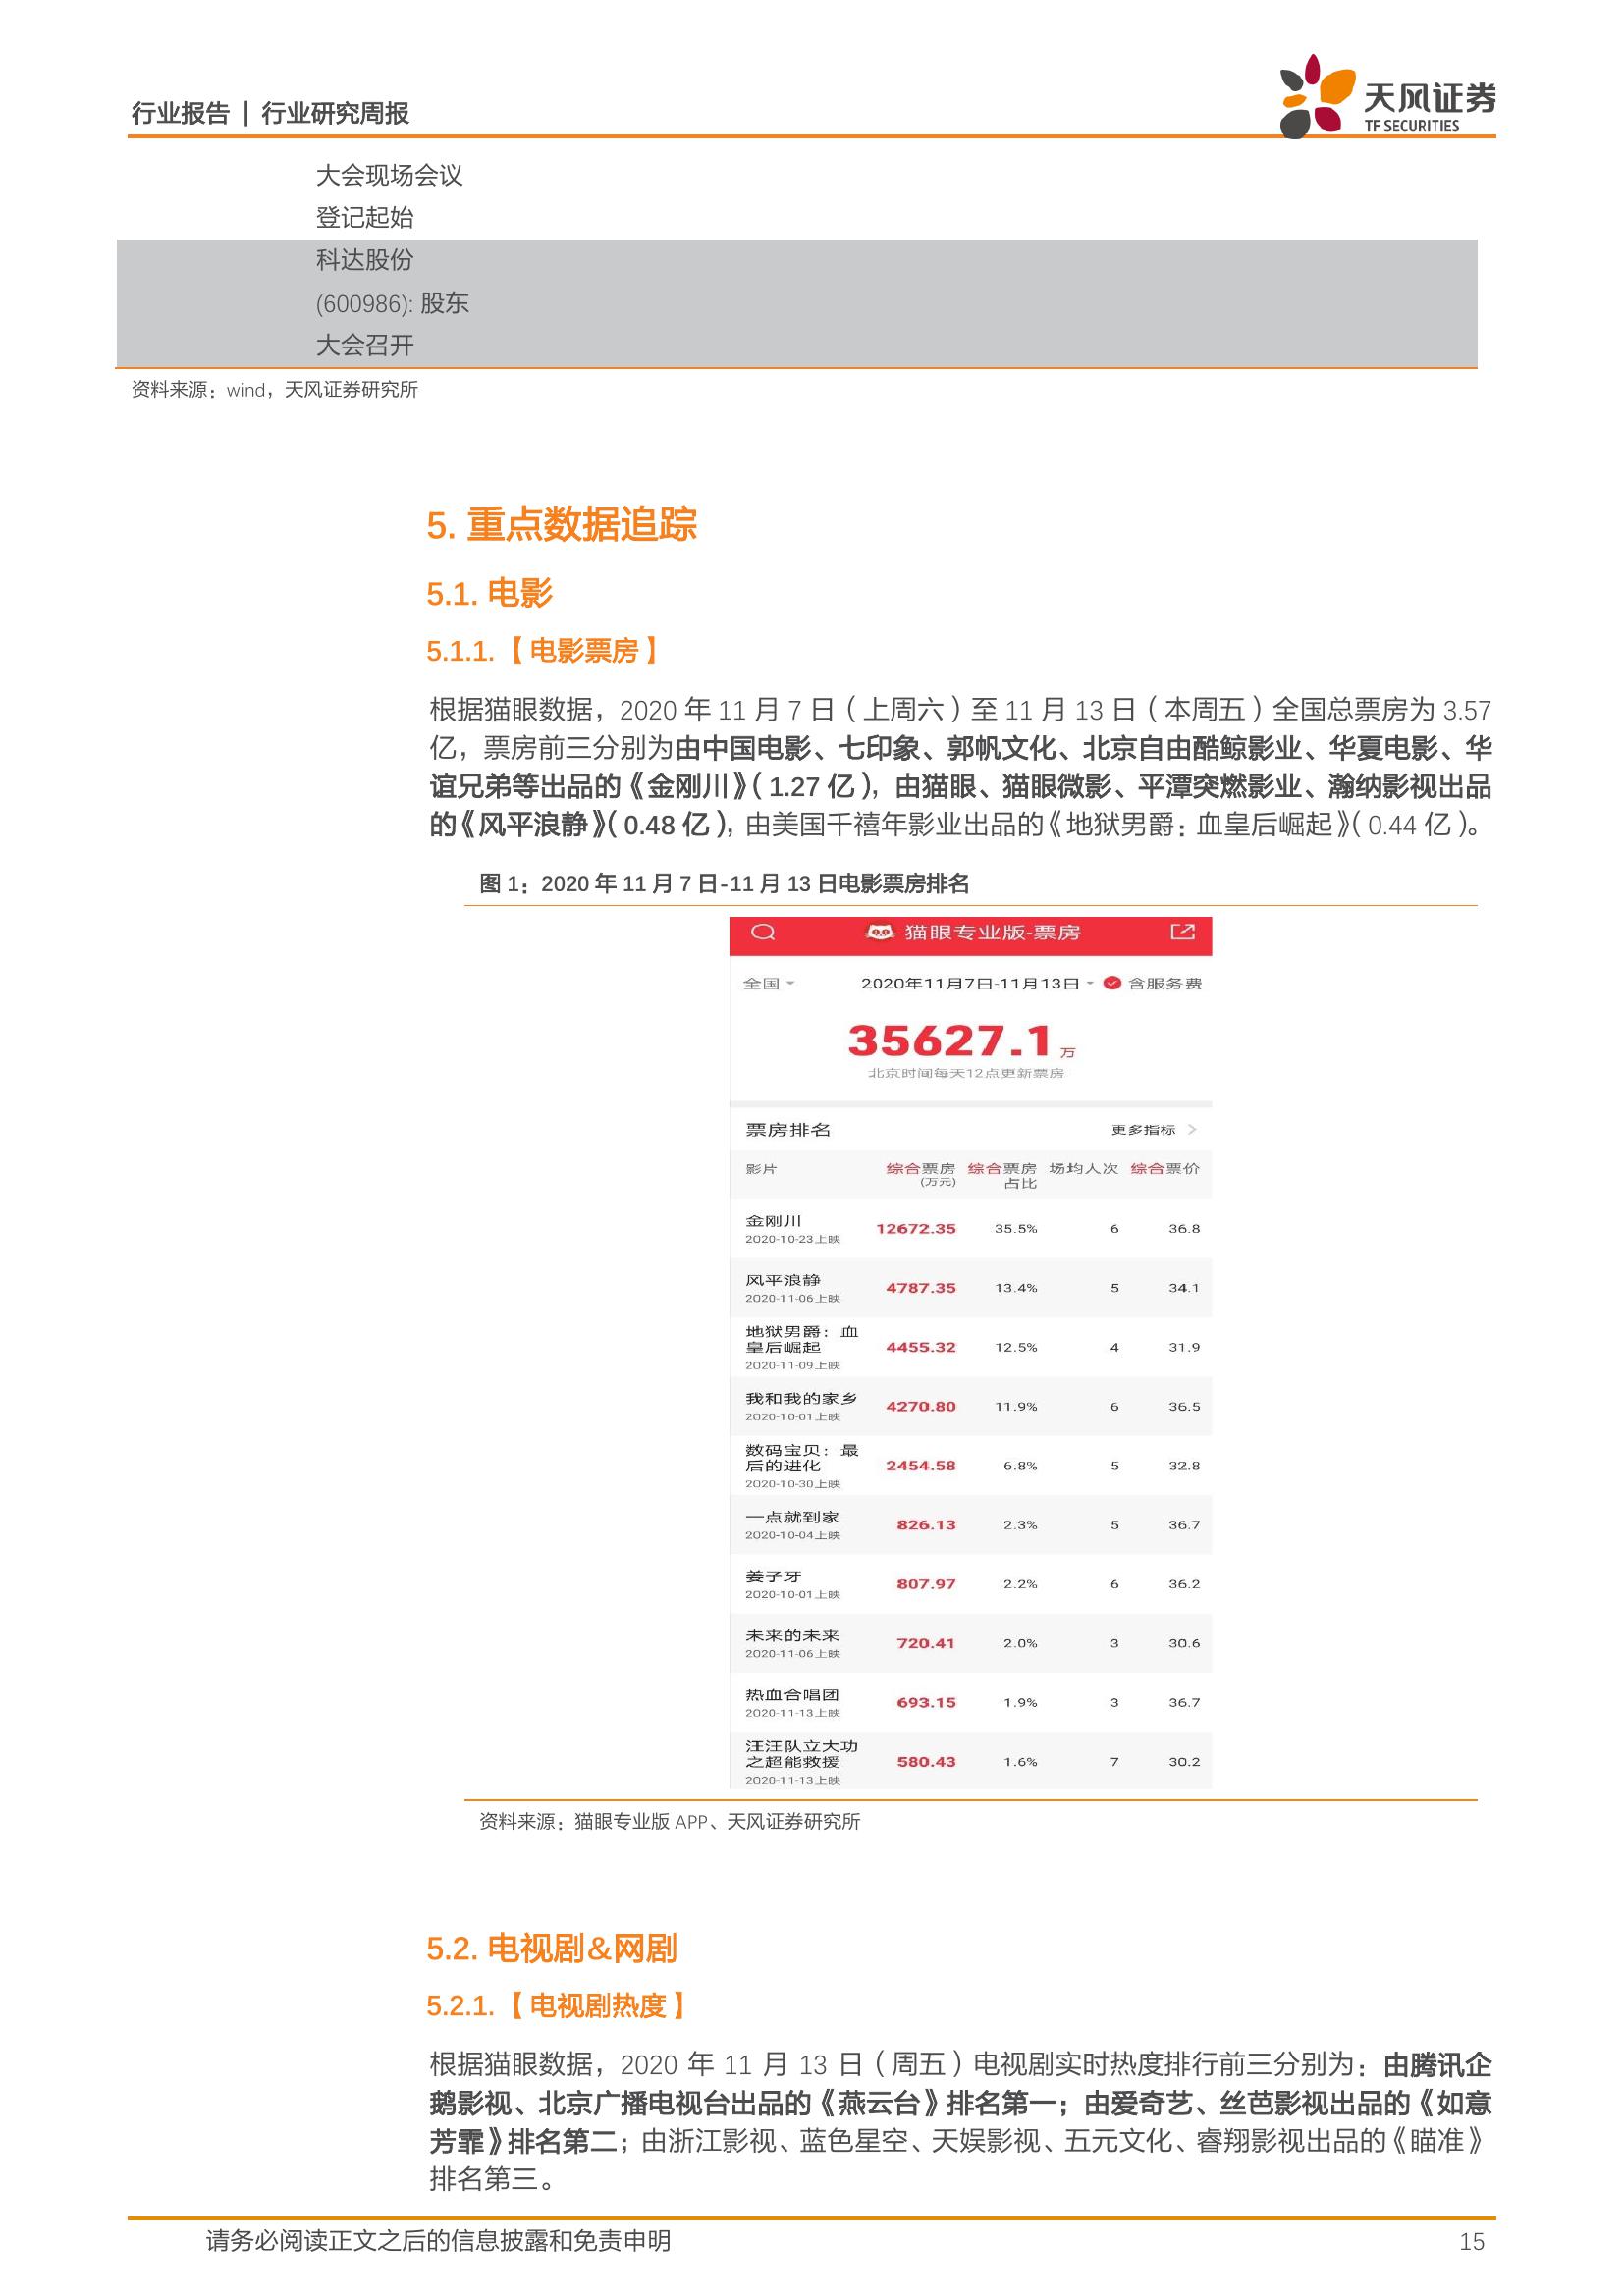 行业报告 | 行业研究周报
天风证券
TF SECURITIES
大会现场会议
登记起始
科达股份
(600986): 股东
大会召开
资料来源：wind，天风证券研究所
5. 重点数据追踪
5.1. 电影
5.1.1.【电影票房】
根据猫眼数据，2020 年 11 月 7 日（上周六）至 11 月 13 日（本周五）全国总票房为 3.57
亿，票房前三分别为由中国电影、七印象、郭帆文化、北京自由酷鲸影业、华夏电影、华
谊兄弟等出品的《金刚川》（1.27 亿），由猫眼、猫眼微影、平潭突燃影业、瀚纳影视出品
的《风平浪静》（0.48 亿），由美国千禧年影业出品的《地狱男爵：血皇后崛起》（0.44 亿）。
图 1：2020 年 11 月 7 日-11 月 13 日电影票房排名
猫眼专业版-票房
全国 2020年11月7日-11月13日 含服务费
35627.1 万
北京时间每天12点更新票房
票房排名 更多指标 >
影片 综合票房 综合票房 场均人次 综合票价
(万元) 占比
金刚川
2020-10-23上映 12672.35 35.5% 6 36.8
风平浪静
2020-11-06上映 4787.35 13.4% 5 34.1
地狱男爵：血
皇后崛起 4455.32 12.5% 4 31.9
2020-11-09上映
我和我的家乡
2020-10-01上映 4270.80 11.9% 6 36.5
数码宝贝：最
后的进化 2454.58 6.8% 5 32.8
2020-10-30上映
一点就到家
2020-10-04上映 826.13 2.3% 5 36.7
姜子牙
2020-10-01上映 807.97 2.2% 6 36.2
未来的未来
2020-11-06上映 720.41 2.0% 3 30.6
热血合唱团
2020-11-13上映 693.15 1.9% 3 36.7
汪汪队立大功
之超能救援 580.43 1.6% 7 30.2
2020-11-13上映
资料来源：猫眼专业版 APP、天风证券研究所
5.2. 电视剧&网剧
5.2.1.【电视剧热度】
根据猫眼数据，2020 年 11 月 13 日（周五）电视剧实时热度排行前三分别为：由腾讯企
鹅影视、北京广播电视台出品的《燕云台》排名第一；由爱奇艺、丝芭影视出品的《如意
芳霏》排名第二；由浙江影视、蓝色星空、天娱影视、五元文化、睿翔影视出品的《瞄准》
排名第三。
请务必阅读正文之后的信息披露和免责申明 15